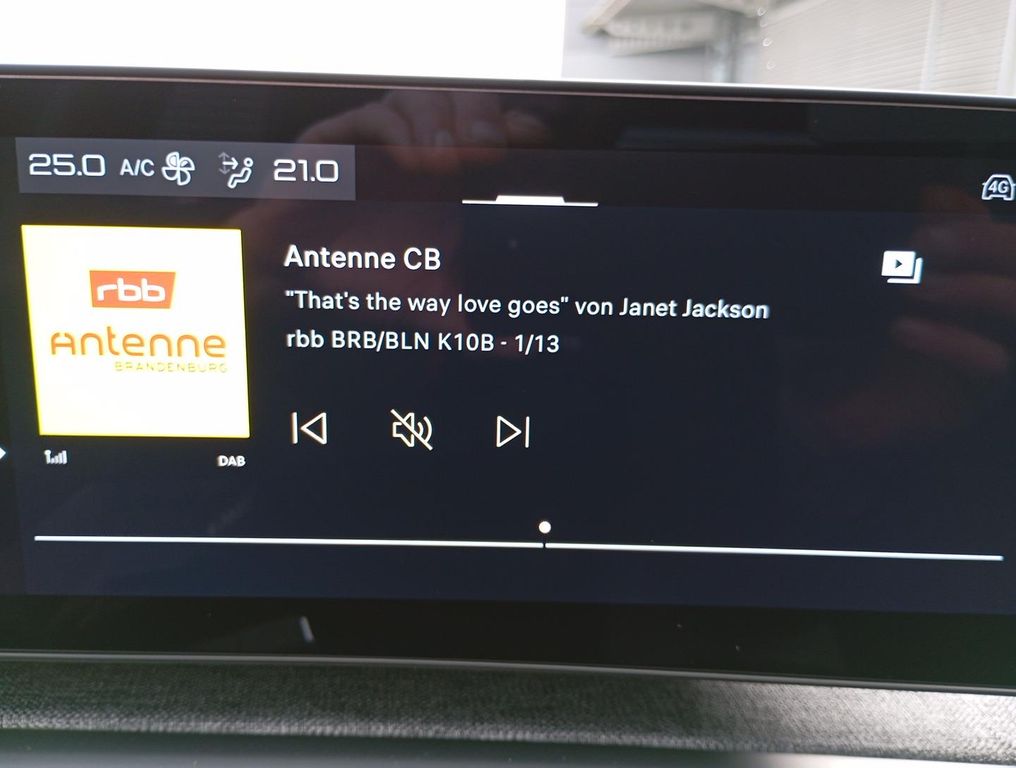 25.0 A/C 21.0
4G
rbb
Antenne
BRANDENBURG
Antenne CB
"That's the way love goes" von Janet Jackson
rbb BRB/BLN K10B - 1/13
DAB